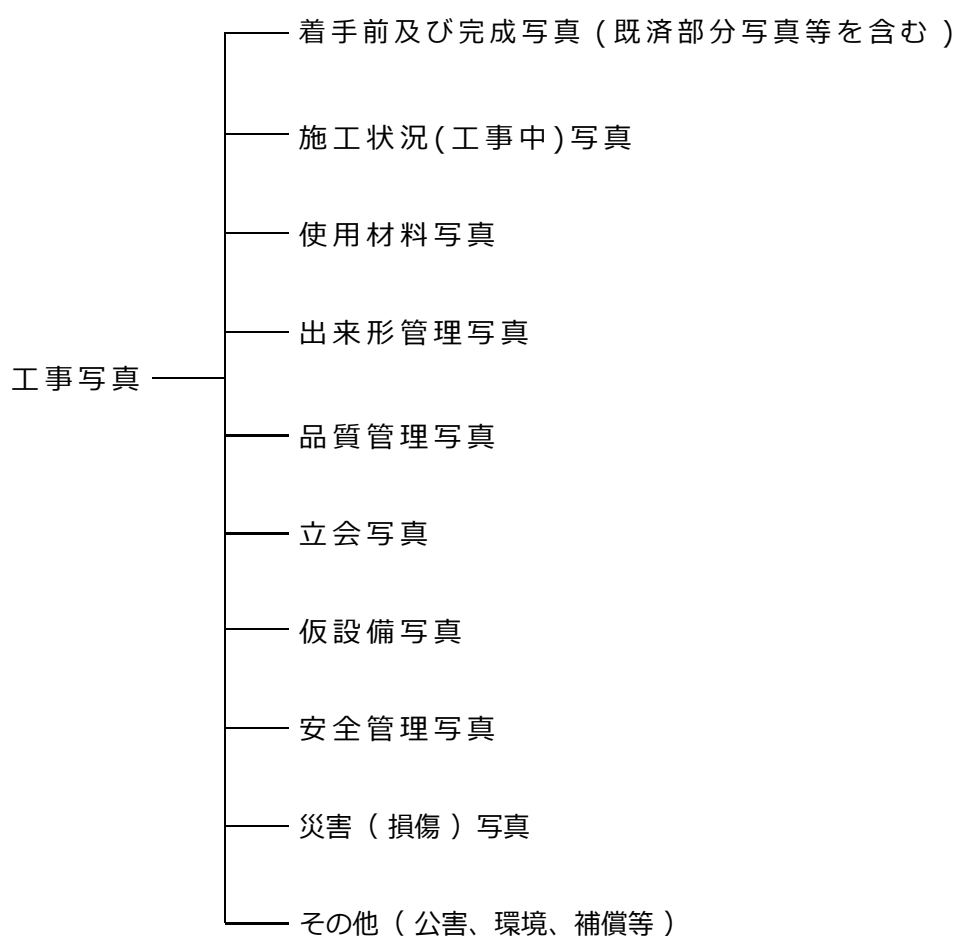 着手前及び完成写真(既済部分写真等を含む)
施工状況(工事中)写真
使用材料写真
出来形管理写真
工事写真
品質管理写真
立会写真
仮設備写真
安全管理写真
災害(損傷)写真
その他(公害、環境、補償等)